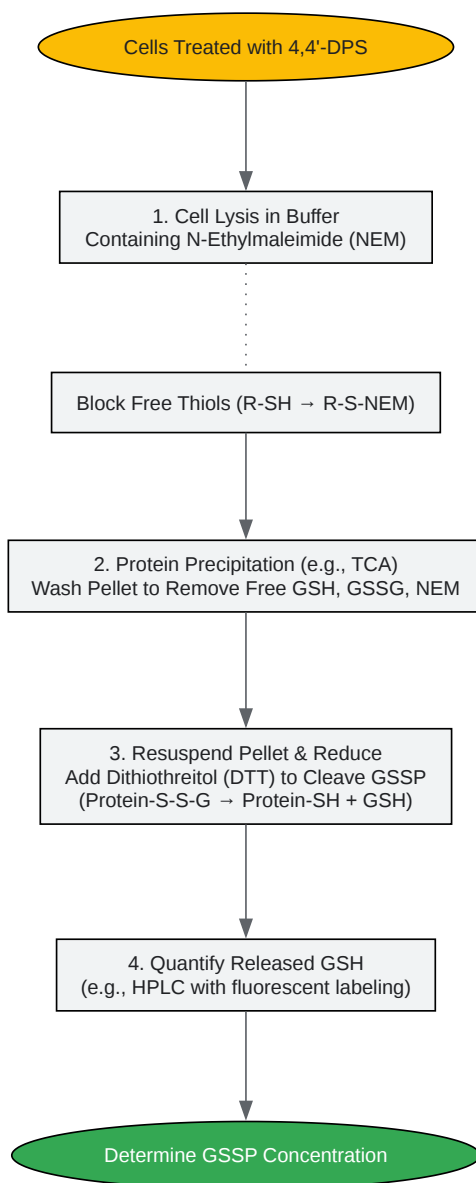 Cells Treated with 4,4'-DPS
1. Cell Lysis in Buffer
Containing N-Ethylmaleimide (NEM)
Block Free Thiols (R-SH → R-S-NEM)
2. Protein Precipitation (e.g., TCA)
Wash Pellet to Remove Free GSH, GSSG, NEM
3. Resuspend Pellet & Reduce
Add Dithiothreitol (DTT) to Cleave GSSP
(Protein-S-S-G → Protein-SH + GSH)
4. Quantify Released GSH
(e.g., HPLC with fluorescent labeling)
Determine GSSP Concentration